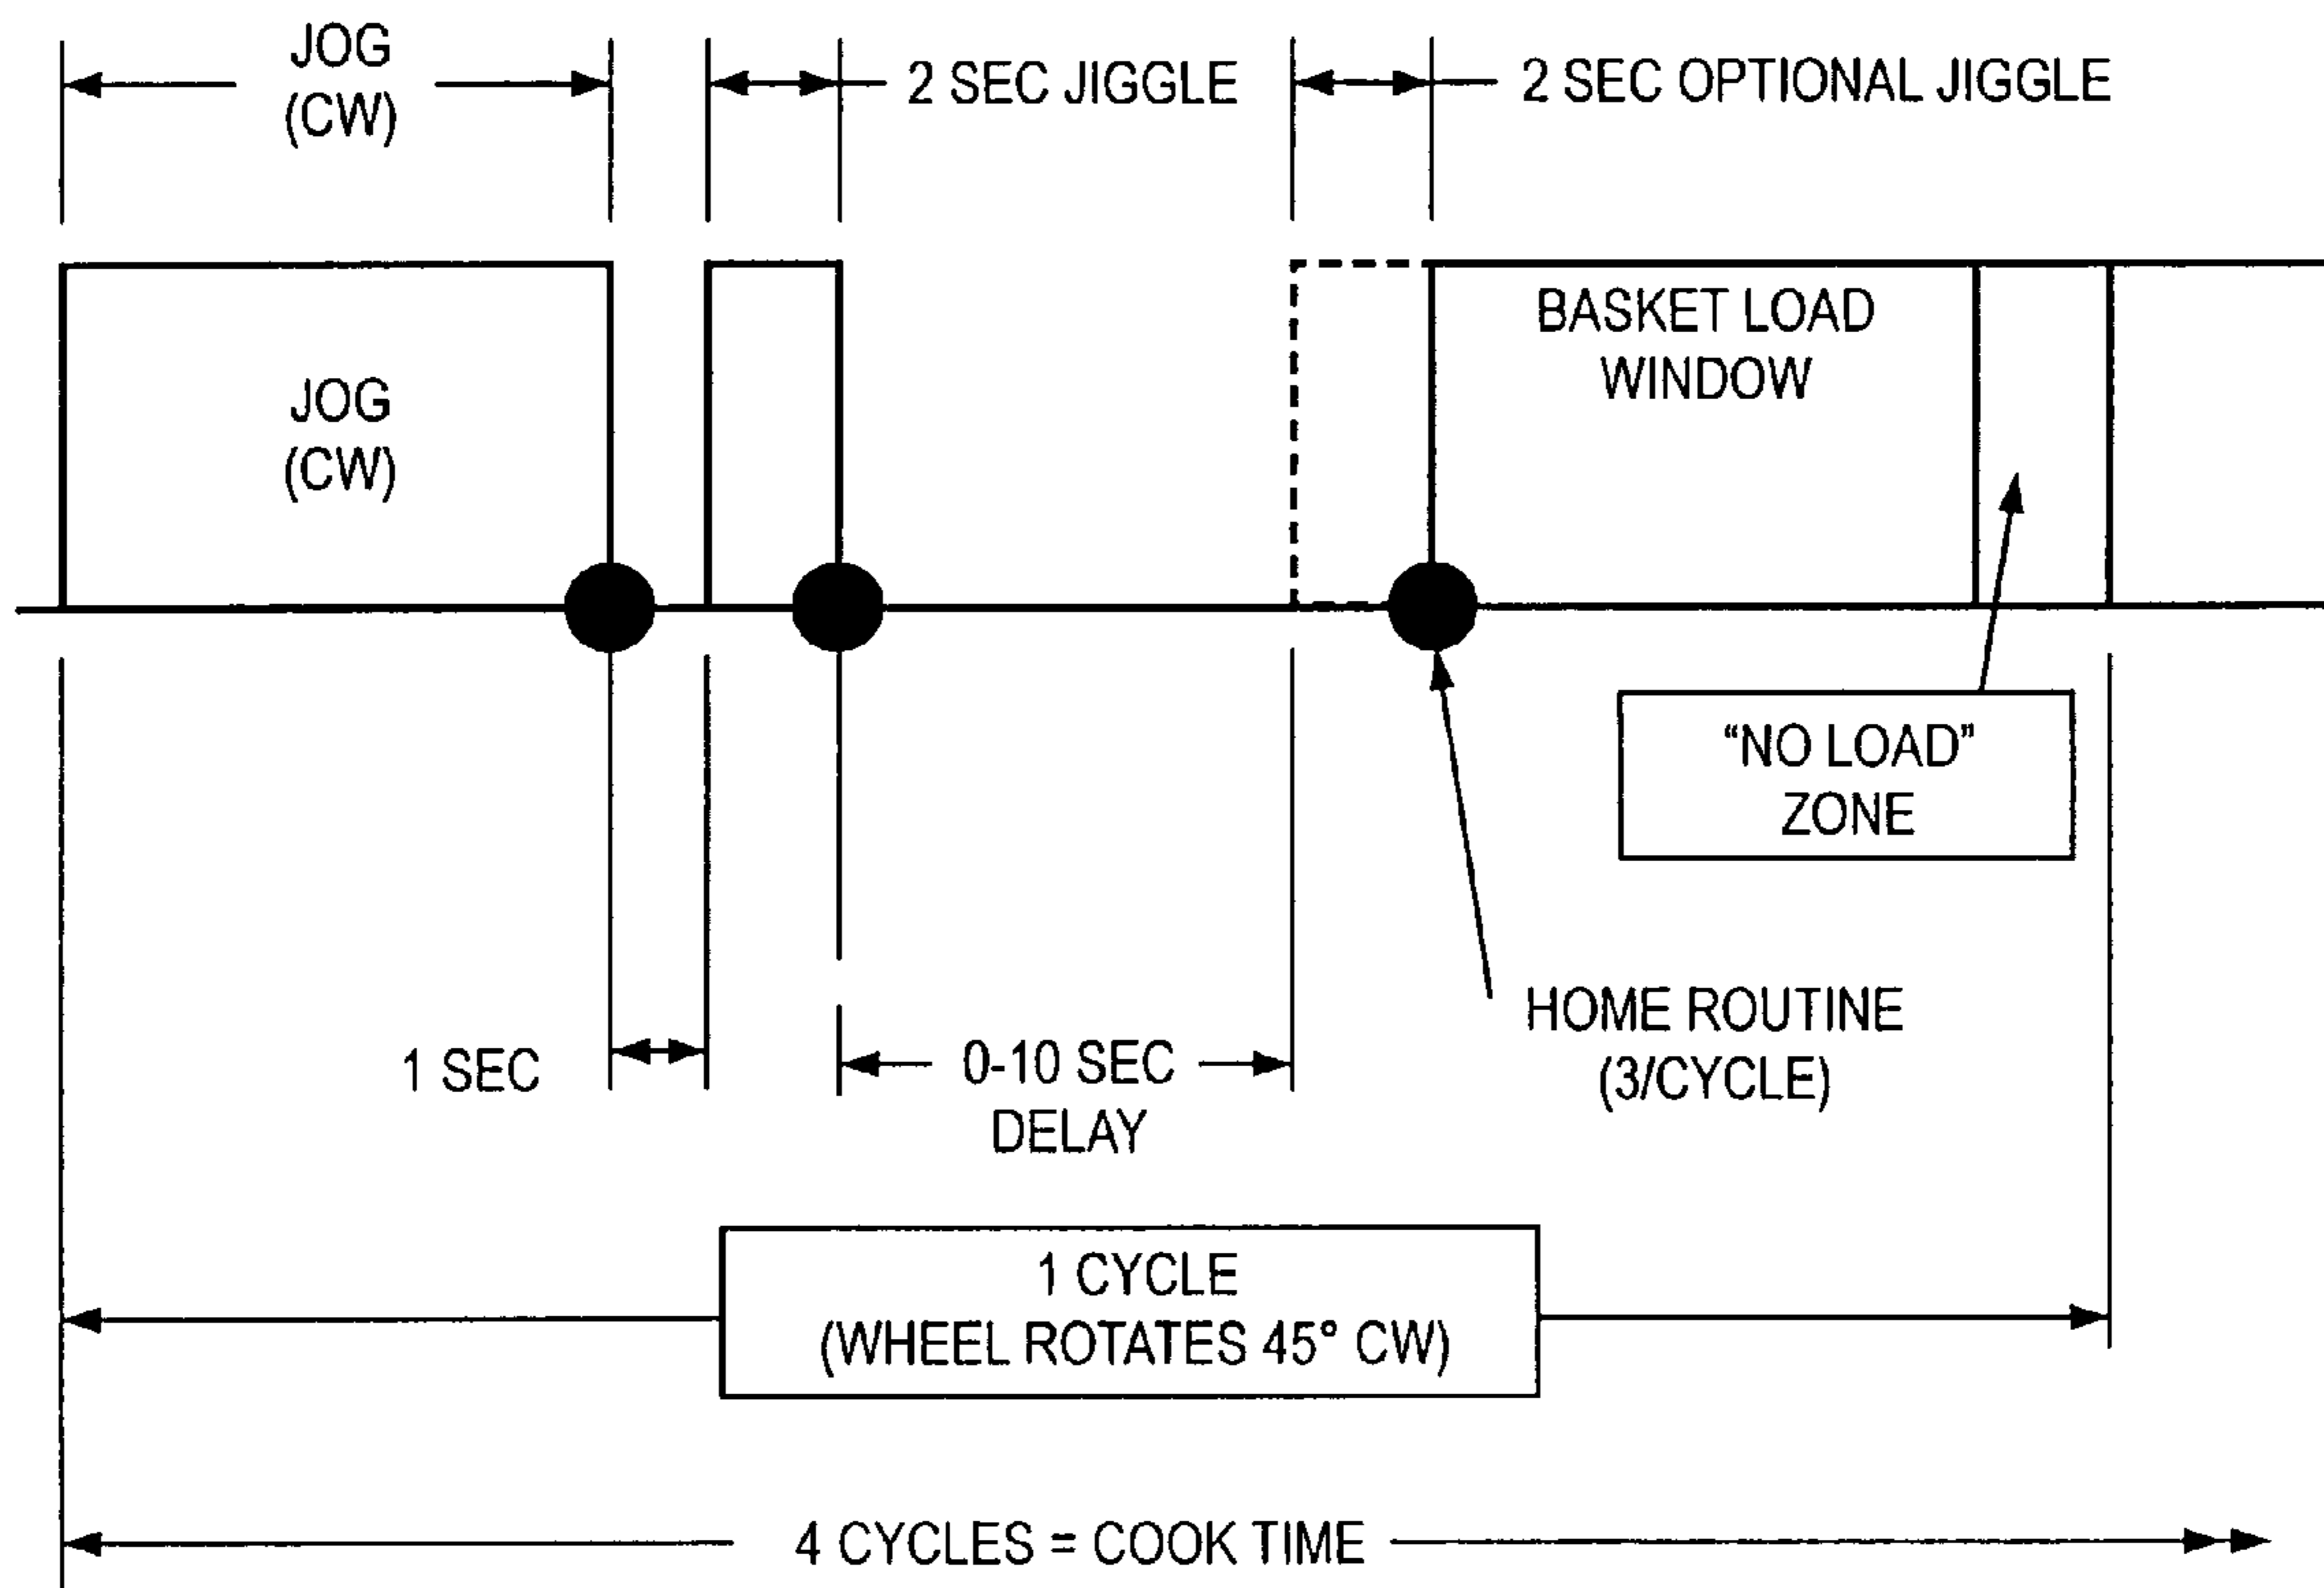 JOG
(CW)
2 SEC JIGGLE
2 SEC OPTIONAL JIGGLE
JOG
(CW)
BASKET LOAD
WINDOW
“NO LOAD”
ZONE
1 SEC
0-10 SEC
DELAY
HOME ROUTINE
(3/CYCLE)
1 CYCLE
(WHEEL ROTATES 45° CW)
4 CYCLES = COOK TIME